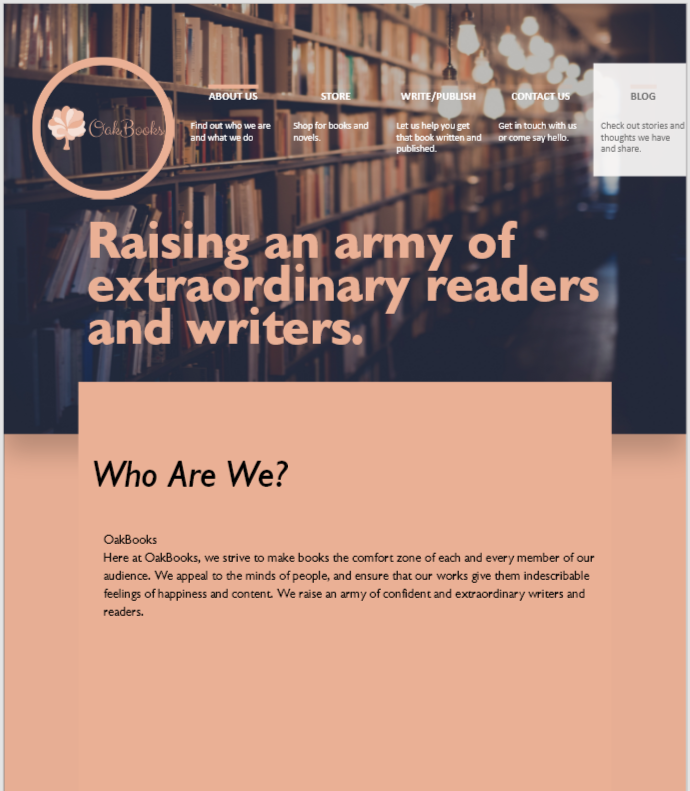 OakBooks
ABOUT US
Find out who we are
and what we do
STORE
Shop for books and
novels.
WRITE/PUBLISH
Let us help you get
that book written and
published.
CONTACT US
Get in touch with us
or come say hello.
BLOG
Check out stories and
thoughts we have
and share.
Raising an army of
extraordinary readers
and writers.
Who Are We?
OakBooks
Here at OakBooks, we strive to make books the comfort zone of each and every member of our
audience. We appeal to the minds of people, and ensure that our works give them indescribable
feelings of happiness and content. We raise an army of confident and extraordinary writers and
readers.